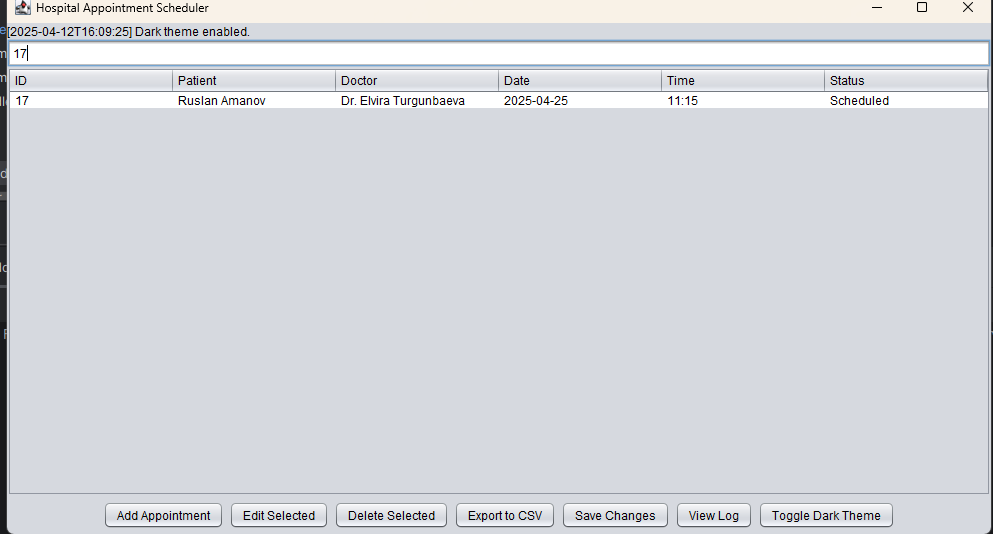 Hospital Appointment Scheduler
[2025-04-12T16:09:25] Dark theme enabled.
17
ID Patient Doctor Date Time Status
17 Ruslan Amanov Dr. Elvira Turgunbaeva 2025-04-25 11:15 Scheduled
Add Appointment Edit Selected Delete Selected Export to CSV Save Changes View Log Toggle Dark Theme